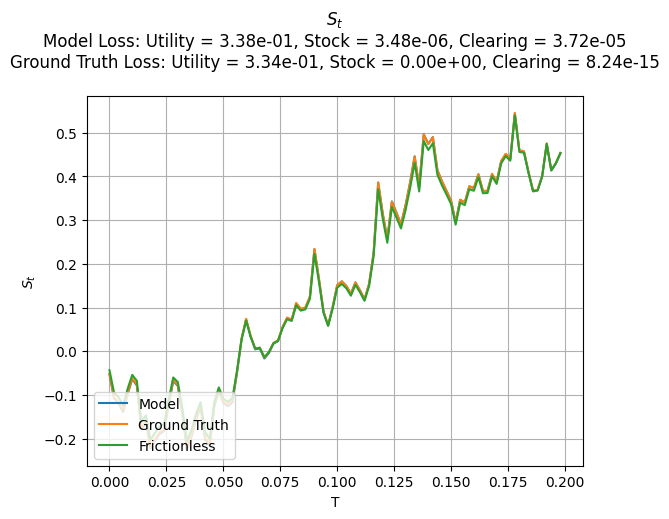 S_t
Model Loss: Utility = 3.38e-01, Stock = 3.48e-06, Clearing = 3.72e-05
Ground Truth Loss: Utility = 3.34e-01, Stock = 0.00e+00, Clearing = 8.24e-15
0.5
0.4
0.3
0.2
0.1
0.0
−0.1
−0.2
S_t
Model
Ground Truth
Frictionless
0.000 0.025 0.050 0.075 0.100 0.125 0.150 0.175 0.200
T